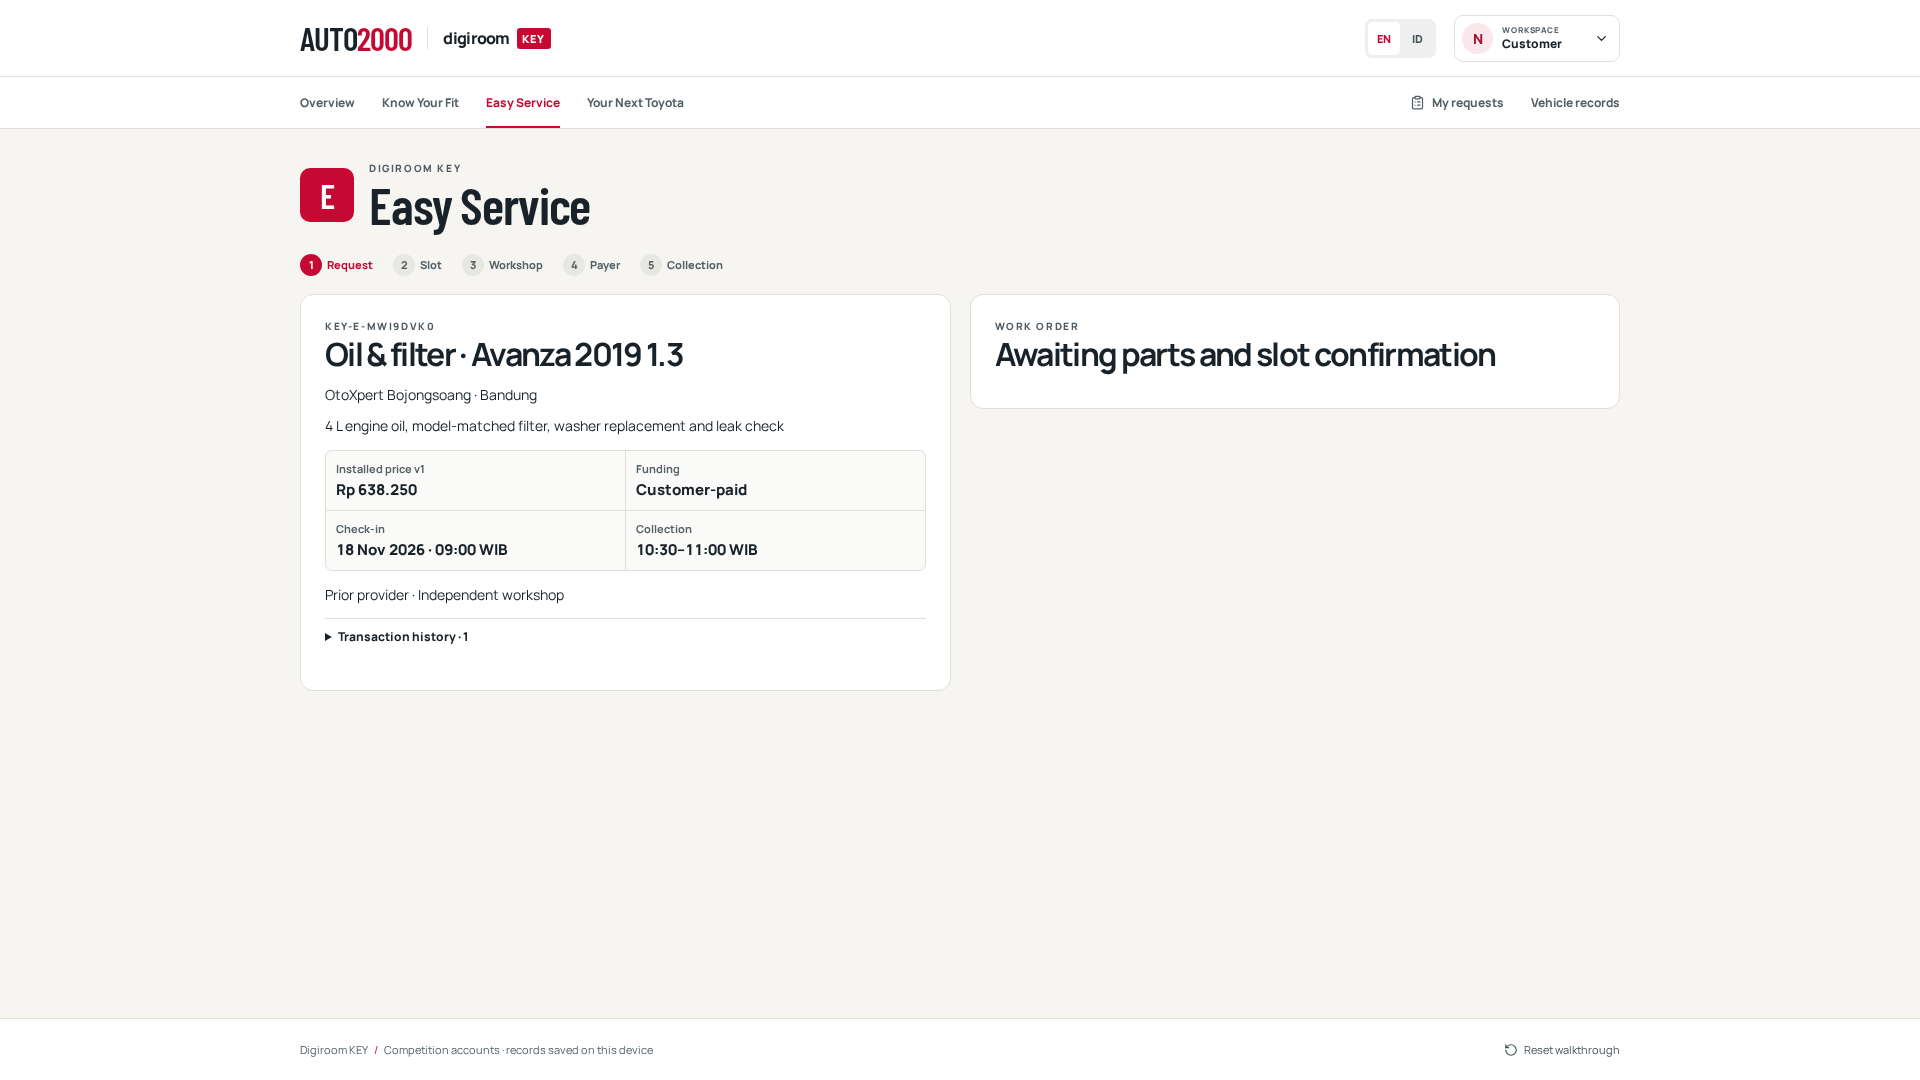 AUTO2000
digiroom KEY
EN ID
N
WORKSPACE
Customer
Overview
Know Your Fit
Easy Service
Your Next Toyota
My requests
Vehicle records
E
DIGIROOM KEY
Easy Service
1 Request
2 Slot
3 Workshop
4 Payer
5 Collection
KEY-E-MWI9DVK0
Oil & filter · Avanza 2019 1.3
OtoXpert Bojongsoang · Bandung
4 L engine oil, model-matched filter, washer replacement and leak check
Installed price v1
Rp 638.250
Funding
Customer-paid
Check-in
18 Nov 2026 · 09:00 WIB
Collection
10:30–11:00 WIB
Prior provider · Independent workshop
Transaction history · 1
WORK ORDER
Awaiting parts and slot confirmation
Digiroom KEY / Competition accounts · records saved on this device
Reset walkthrough